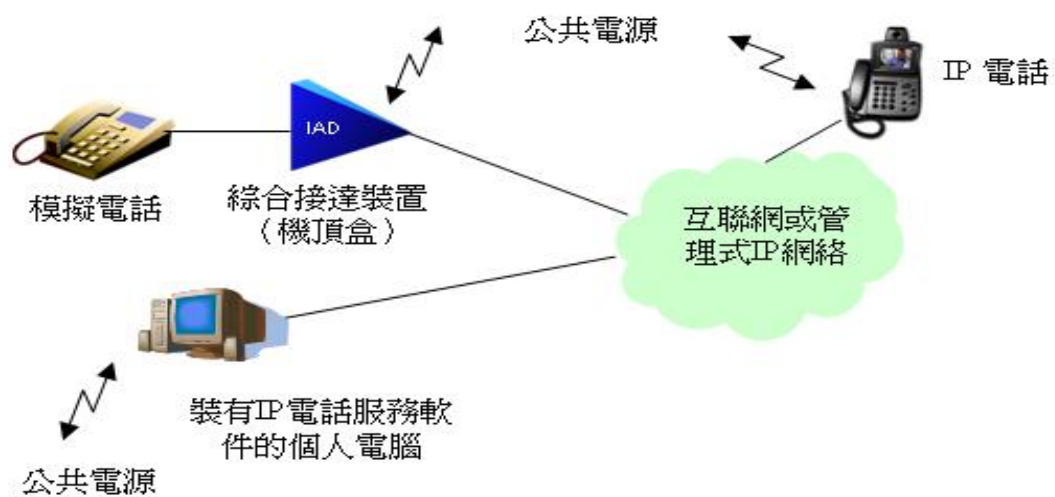 公共電源
IP 電話
IAD
模擬電話
綜合接達裝置
（機頂盒）
互聯網或管
理式IP網絡
裝有IP電話服務軟
件的個人電腦
公共電源